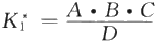 K₁* = A • B • C / D